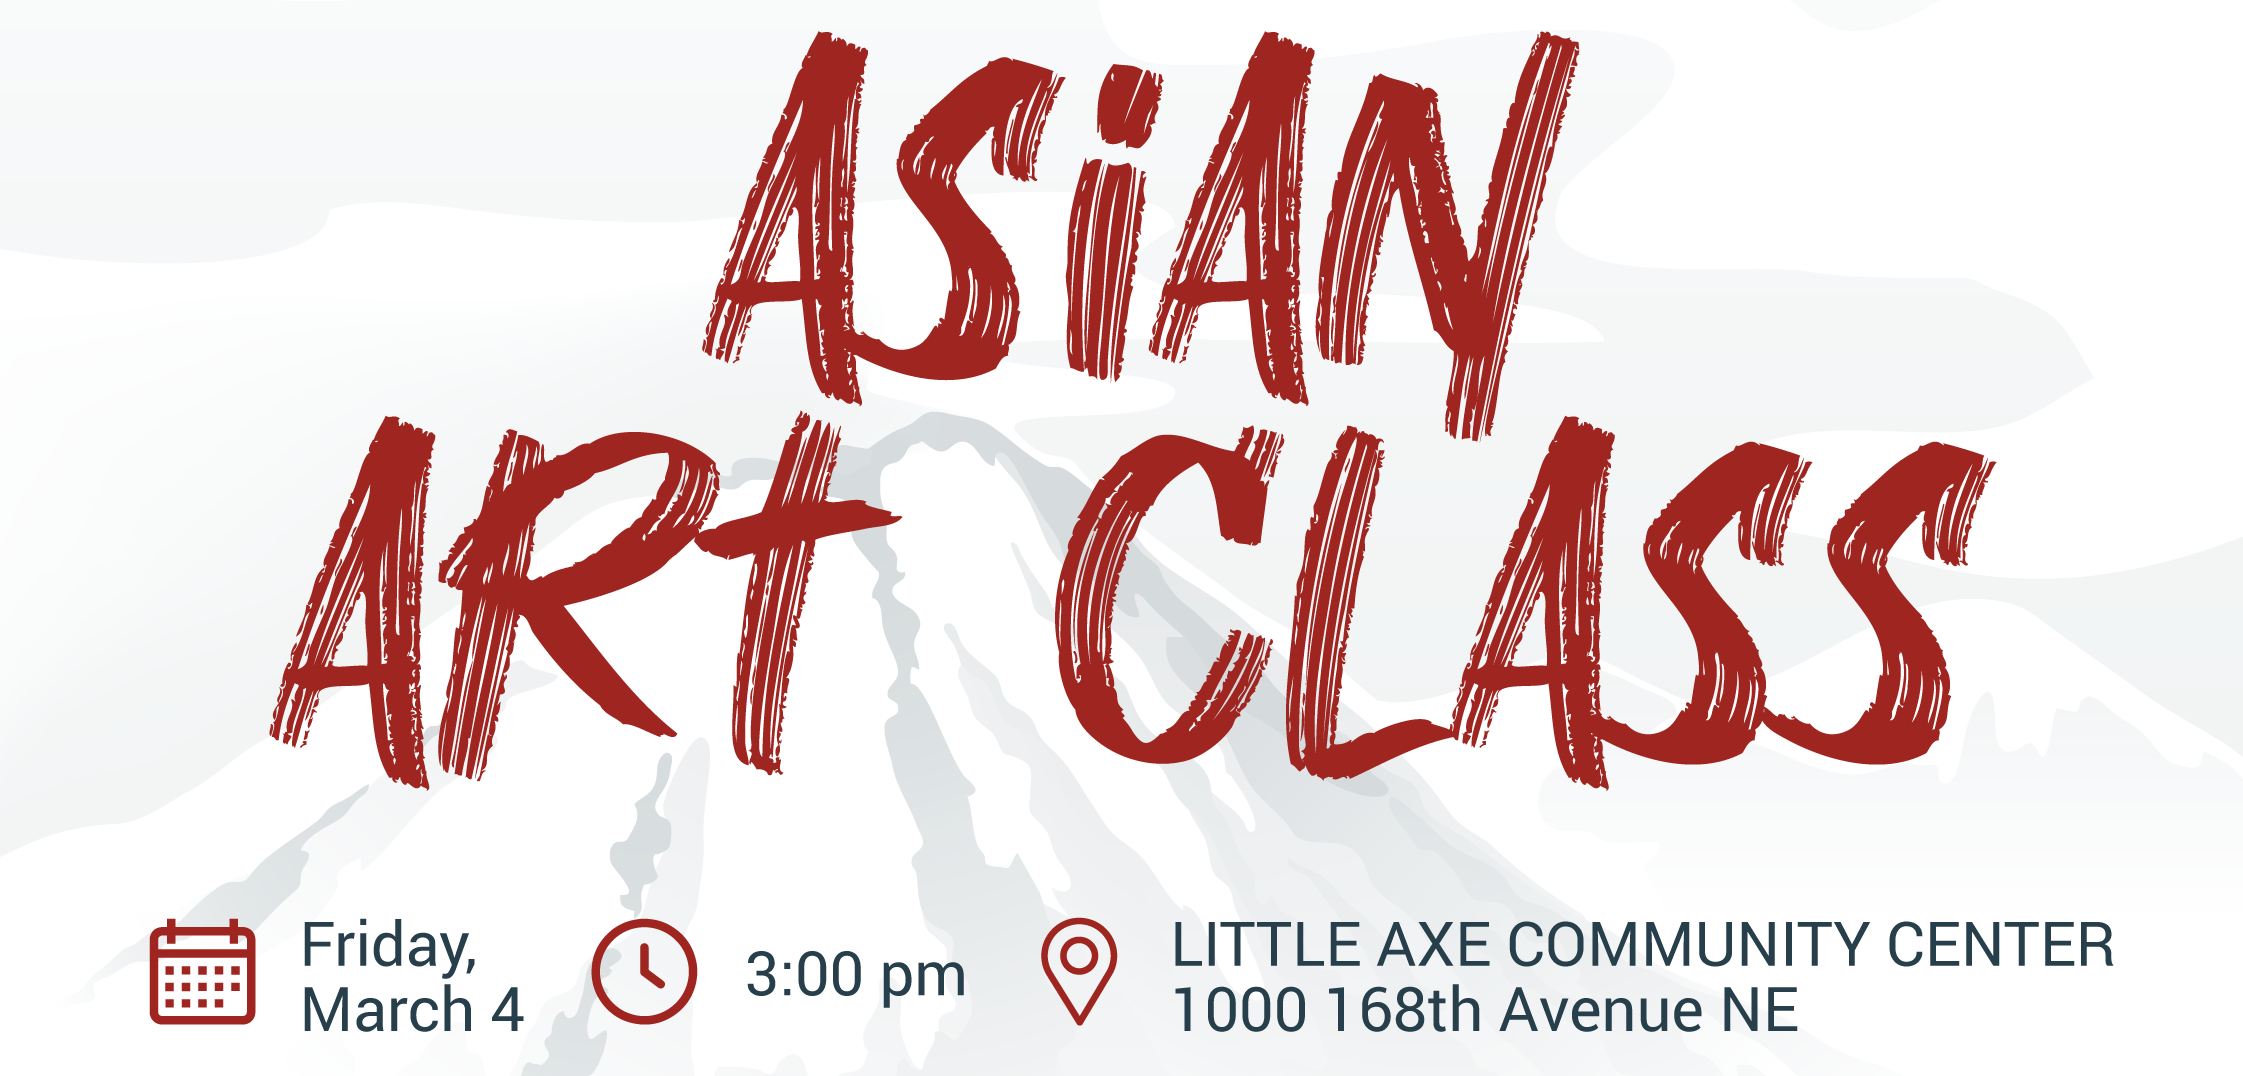 ASiAN
ARt CLASS
Friday,
March 4
3:00 pm
LITTLE AXE COMMUNITY CENTER
1000 168th Avenue NE